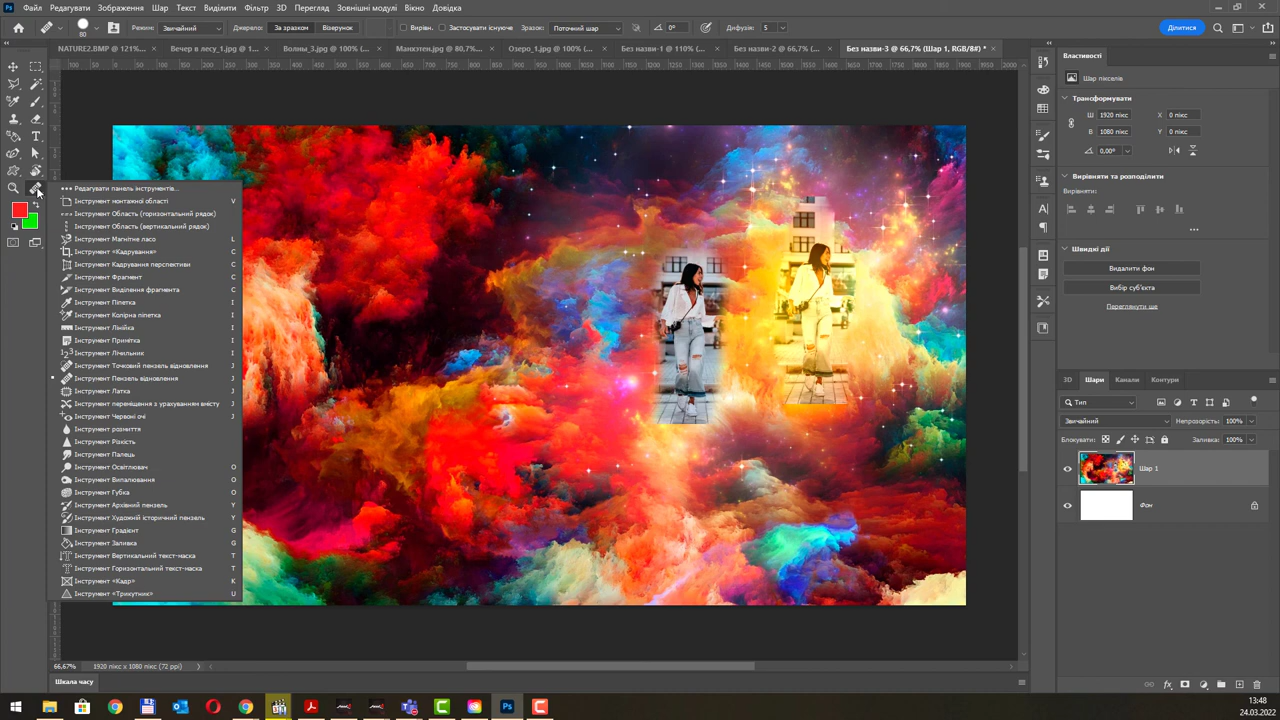 Ps
Файл Редагувати Зображення Шар Текст Виділити Фільтр 3D Перегляд Зовнішні модулі Вікно Довідка
80 Режим: Звичайний Джерело: За зразком Візерунок Вирівн. Зразок: Поточний шар 0° Дифузія: 5 Ділитися
NATURE2.BMP @ 121%... Вечер в лесу_1.jpg @ 1... Волны_3.jpg @ 100% (... Манхэтен.jpg @ 80,7%... Озеро_1.jpg @ 100% (... Без назви-1 @ 110% (... Без назви-2 @ 66,7% (... Без назви-3 @ 66,7% (Шар 1, RGB/8#) *
Редагувати панель інструментів...
Інструмент монтажної області V
Інструмент Область (горизонтальний рядок)
Інструмент Область (вертикальний рядок)
Інструмент Магнітне ласо L
Інструмент «Кадрування» C
Інструмент Кадрування перспективи C
Інструмент Фрагмент C
Інструмент Виділення фрагмента C
Інструмент Піпетка I
Інструмент Колірна піпетка I
Інструмент Лінійка I
Інструмент Примітка I
Інструмент Лічильник I
Інструмент Точковий пензель відновлення J
Інструмент Пензель відновлення J
Інструмент Латка J
Інструмент переміщення з урахуванням вмісту J
Інструмент Червоні очі J
Інструмент розмиття
Інструмент Різкість
Інструмент Палець
Інструмент Освітлювач O
Інструмент Випалювання O
Інструмент Губка O
Інструмент Архівний пензель Y
Інструмент Художній історичний пензель Y
Інструмент Градієнт G
Інструмент Заливка G
Інструмент Вертикальний текст-маска T
Інструмент Горизонтальний текст-маска T
Інструмент «Кадр» K
Інструмент «Трикутник» U
Властивості
Шар пікселів
Трансформувати
Ш 1920 пікс X 0 пікс
В 1080 пікс Y 0 пікс
0,00°
Вирівняти та розподілити
Вирівняти:
Швидкі дії
Видалити фон
Вибір суб'єкта
Переглянути ще
3D Шари Канали Контури
Тип
Звичайний Непрозорість: 100%
Блокувати: Заливка: 100%
Шар 1
Фон
66,67% 1920 пікс x 1080 пікс (72 ppi)
Шкала часу
13:48
24.03.2022